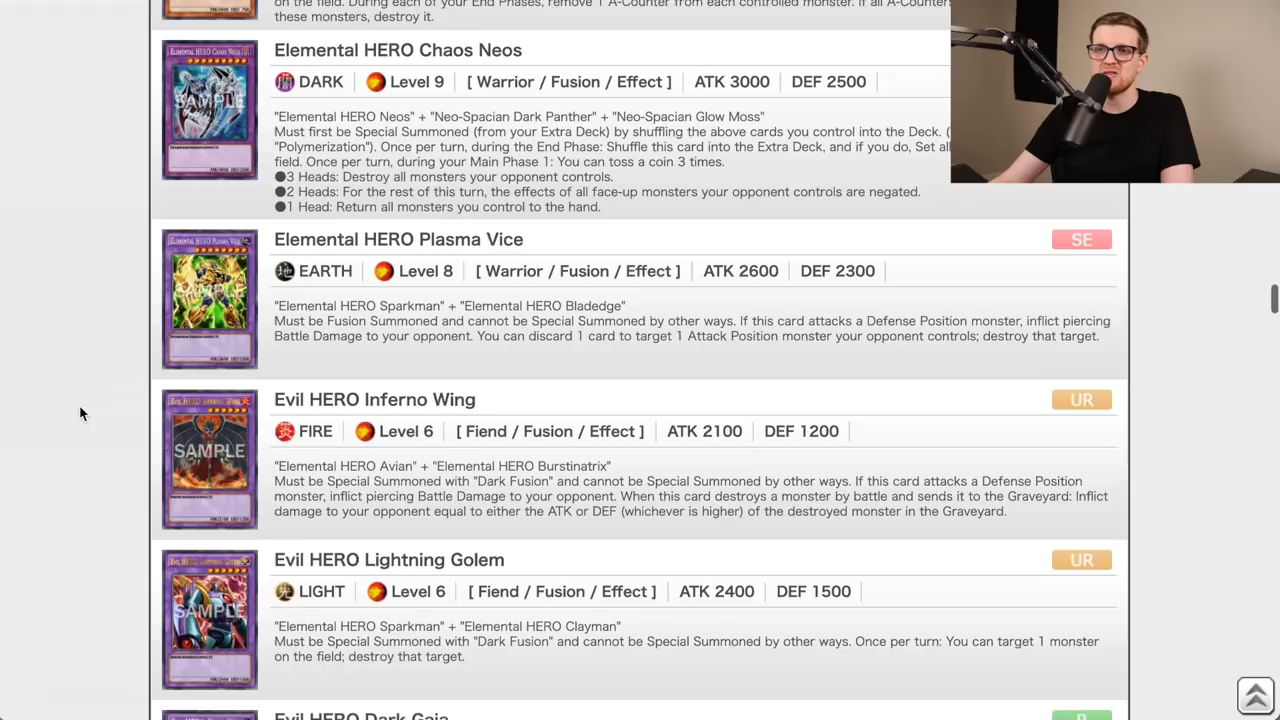 on the field. During each of your End Phases, remove 1 A-Counter from each controlled monster. If all A-Counter
these monster destroy it.
Elemental HERO Chaos Neos
DARK Level 9 [ Warrior / Fusion / Effect ] ATK 3000 DEF 2500
"Elemental HERO Neos" + "Neo-Spacian Dark Panther" + "Neo-Spacian Glow Moss"
Must first be Special Summoned (from your Extra Deck) by shuffling the above cards you control into the Deck. (
"Polymerization"). Once per turn, during the End Phase: Shuffle this card into the Extra Deck, and if you do, Set all
field. Once per turn, during your Main Phase 1: You can toss a coin 3 times.
●3 Heads: Destroy all monsters your opponent controls.
●2 Heads: For the rest of this turn, the effects of all face-up monsters your opponent controls are negated.
●1 Head: Return all monsters you control to the hand.
SAMPLE
Elemental HERO Plasma Vice
SE
EARTH Level 8 [ Warrior / Fusion / Effect ] ATK 2600 DEF 2300
"Elemental HERO Sparkman" + "Elemental HERO Bladedge"
Must be Fusion Summoned and cannot be Special Summoned by other ways. If this card attacks a Defense Position monster, inflict piercing
Battle Damage to your opponent. You can discard 1 card to target 1 Attack Position monster your opponent controls; destroy that target.
SAMPLE
Evil HERO Inferno Wing
UR
FIRE Level 6 [ Fiend / Fusion / Effect ] ATK 2100 DEF 1200
"Elemental HERO Avian" + "Elemental HERO Burstinatrix"
Must be Special Summoned with "Dark Fusion" and cannot be Special Summoned by other ways. If this card attacks a Defense Position
monster, inflict piercing Battle Damage to your opponent. When this card destroys a monster by battle and sends it to the Graveyard: Inflict
damage to your opponent equal to either the ATK or DEF (whichever is higher) of the destroyed monster in the Graveyard.
SAMPLE
Evil HERO Lightning Golem
UR
LIGHT Level 6 [ Fiend / Fusion / Effect ] ATK 2400 DEF 1500
"Elemental HERO Sparkman" + "Elemental HERO Clayman"
Must be Special Summoned with "Dark Fusion" and cannot be Special Summoned by other ways. Once per turn: You can target 1 monster
on the field; destroy that target.
SAMPLE
Evil HERO Dark Gaia
R